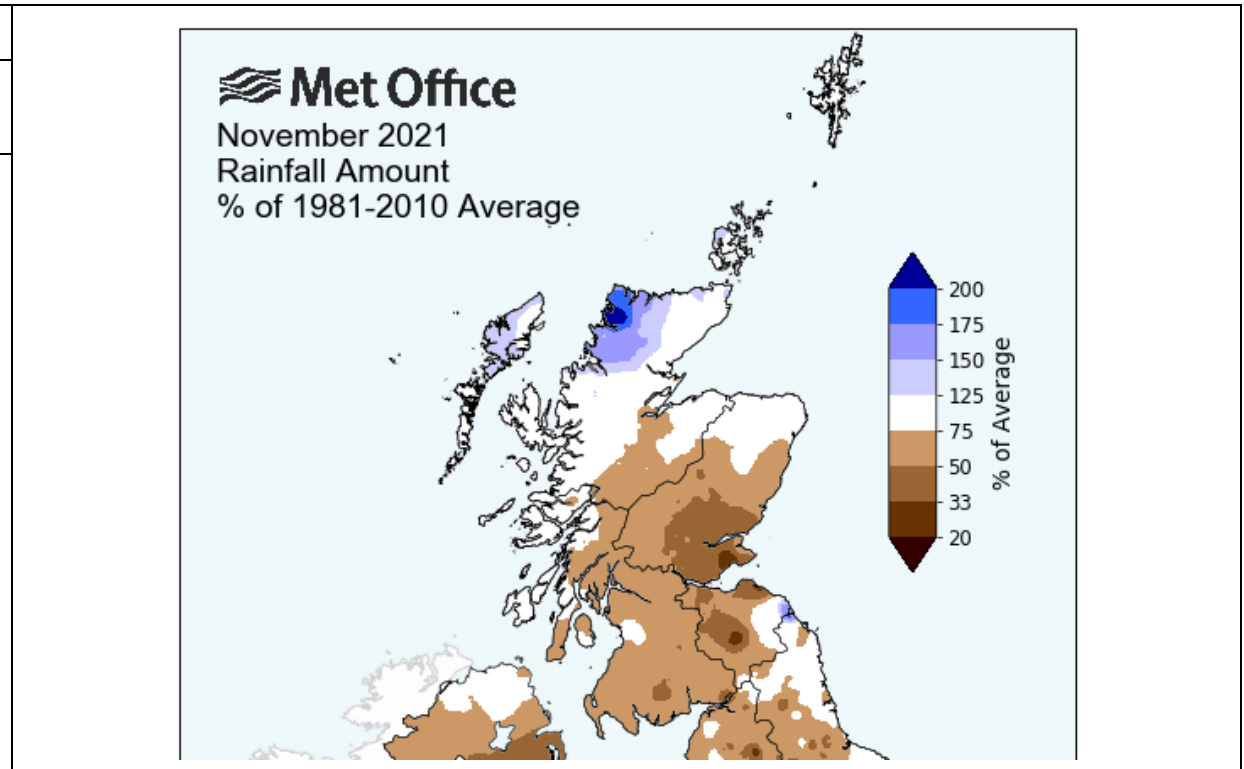 Met Office
November 2021
Rainfall Amount
% of 1981-2010 Average
200
175
150
125
75
50
33
20
% of Average